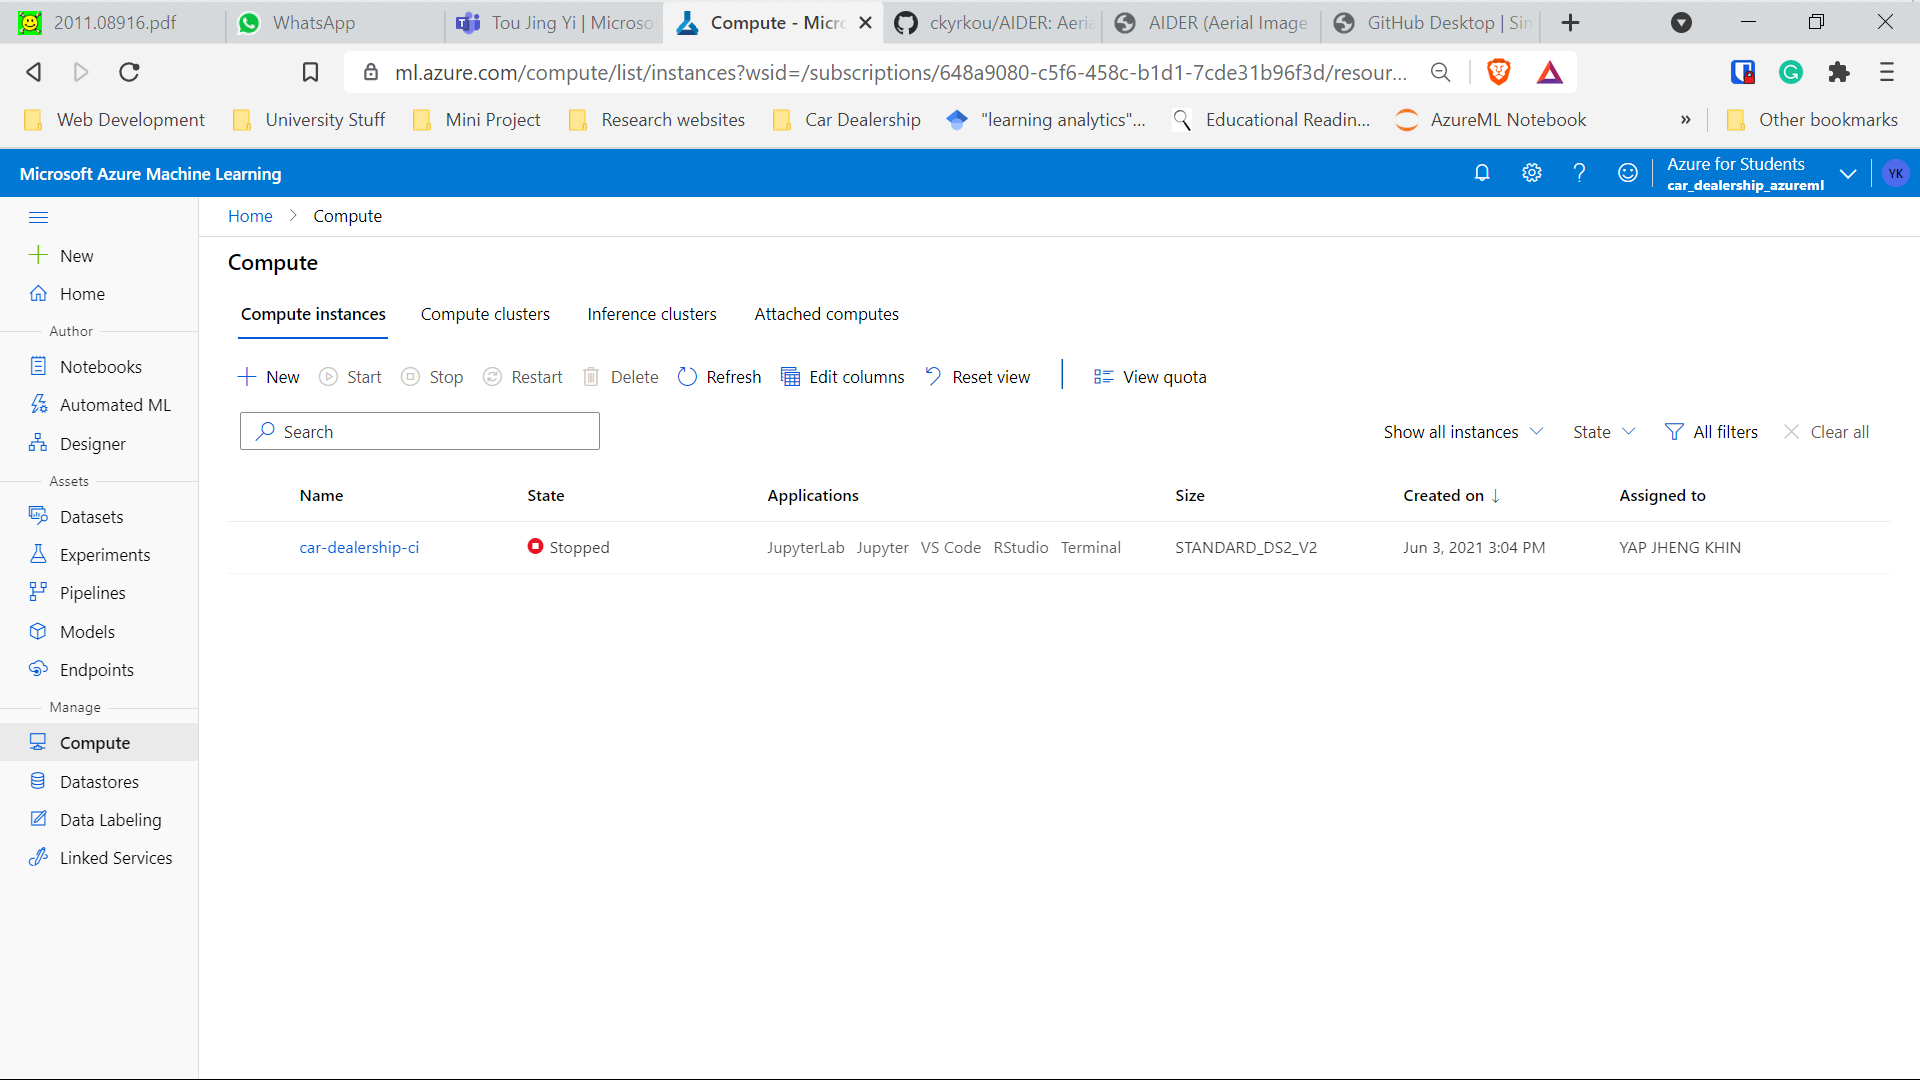 2011.08916.pdf WhatsApp Tou Jing Yi | Microso Compute - Micro ckyrkou/AIDER: Aeria AIDER (Aerial Image GitHub Desktop | Sim
ml.azure.com/compute/list/instances?wsid=/subscriptions/648a9080-c5f6-458c-b1d1-7cde31b96f3d/resour...
Web Development University Stuff Mini Project Research websites Car Dealership "learning analytics"... Educational Readin... AzureML Notebook » Other bookmarks
Microsoft Azure Machine Learning
Azure for Students
car_dealership_azureml
YK
Home > Compute
New
Home
Author
Notebooks
Automated ML
Designer
Assets
Datasets
Experiments
Pipelines
Models
Endpoints
Manage
Compute
Datastores
Data Labeling
Linked Services
Compute
Compute instances Compute clusters Inference clusters Attached computes
New Start Stop Restart Delete Refresh Edit columns Reset view View quota
Search
Show all instances State All filters Clear all
Name State Applications Size Created on ↓ Assigned to
car-dealership-ci Stopped JupyterLab Jupyter VS Code RStudio Terminal STANDARD_DS2_V2 Jun 3, 2021 3:04 PM YAP JHENG KHIN